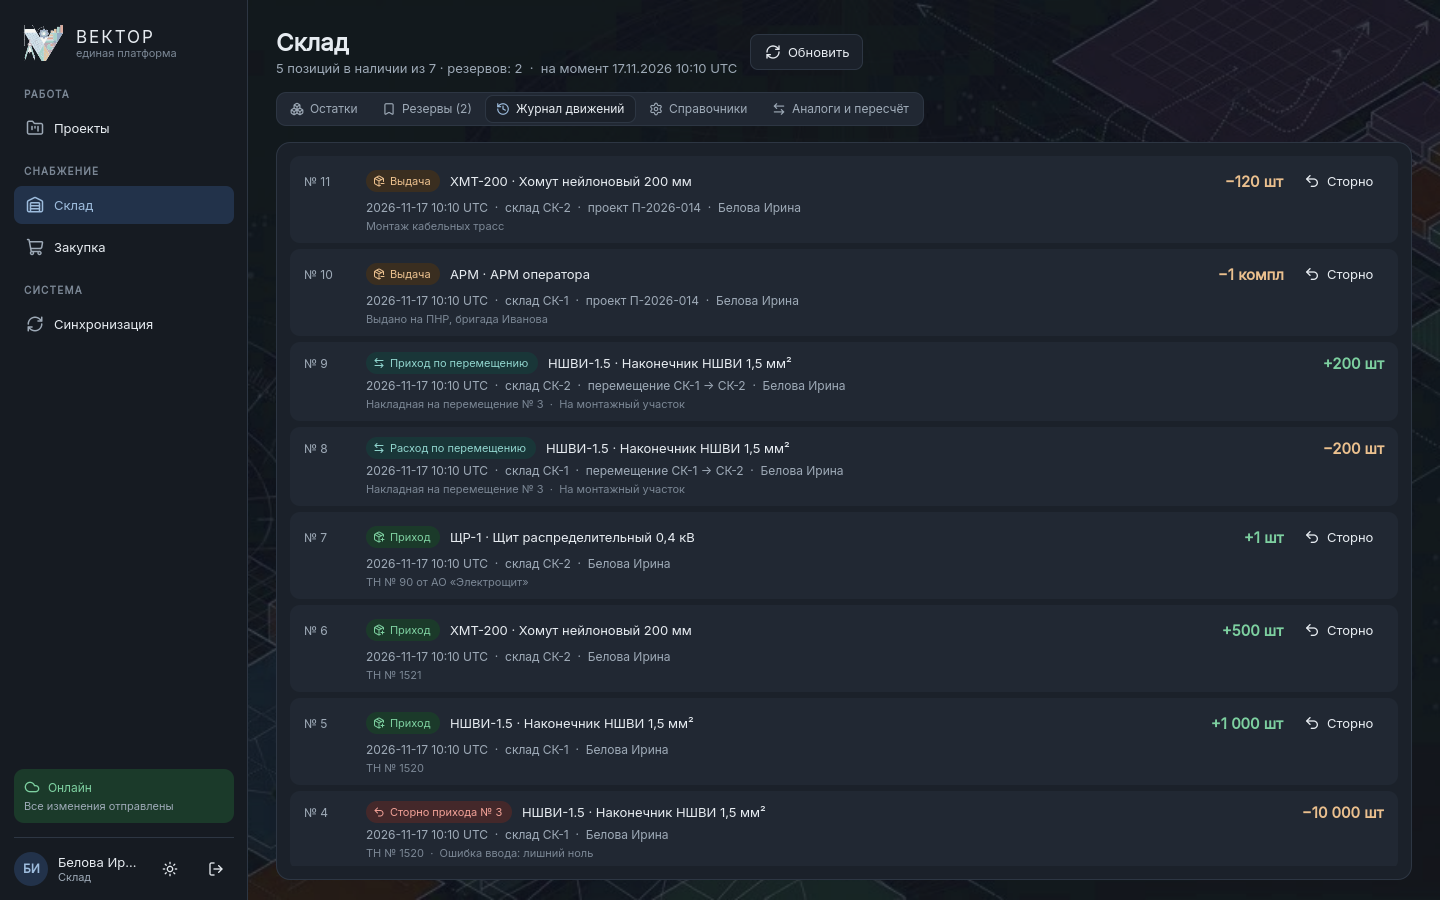 ВЕКТОР
единая платформа
РАБОТА
Проекты
СНАБЖЕНИЕ
Склад
Закупка
СИСТЕМА
Синхронизация
Онлайн
Все изменения отправлены
БИ
Белова Ир...
Склад
Склад
5 позиций в наличии из 7 · резервов: 2 · на момент 17.11.2026 10:10 UTC
Обновить
Остатки
Резервы (2)
Журнал движений
Справочники
Аналоги и пересчёт
№ 11 Выдача ХМТ-200 · Хомут нейлоновый 200 мм −120 шт Сторно
2026-11-17 10:10 UTC · склад СК-2 · проект П-2026-014 · Белова Ирина
Монтаж кабельных трасс
№ 10 Выдача АРМ · АРМ оператора −1 компл Сторно
2026-11-17 10:10 UTC · склад СК-1 · проект П-2026-014 · Белова Ирина
Выдано на ПНР, бригада Иванова
№ 9 Приход по перемещению НШВИ-1.5 · Наконечник НШВИ 1,5 мм² +200 шт
2026-11-17 10:10 UTC · склад СК-2 · перемещение СК-1 → СК-2 · Белова Ирина
Накладная на перемещение № 3 · На монтажный участок
№ 8 Расход по перемещению НШВИ-1.5 · Наконечник НШВИ 1,5 мм² −200 шт
2026-11-17 10:10 UTC · склад СК-1 · перемещение СК-1 → СК-2 · Белова Ирина
Накладная на перемещение № 3 · На монтажный участок
№ 7 Приход ЩР-1 · Щит распределительный 0,4 кВ +1 шт Сторно
2026-11-17 10:10 UTC · склад СК-2 · Белова Ирина
ТН № 90 от АО «Электрощит»
№ 6 Приход ХМТ-200 · Хомут нейлоновый 200 мм +500 шт Сторно
2026-11-17 10:10 UTC · склад СК-2 · Белова Ирина
ТН № 1521
№ 5 Приход НШВИ-1.5 · Наконечник НШВИ 1,5 мм² +1 000 шт Сторно
2026-11-17 10:10 UTC · склад СК-1 · Белова Ирина
ТН № 1520
№ 4 Сторно прихода № 3 НШВИ-1.5 · Наконечник НШВИ 1,5 мм² −10 000 шт
2026-11-17 10:10 UTC · склад СК-1 · Белова Ирина
ТН № 1520 · Ошибка ввода: лишний ноль